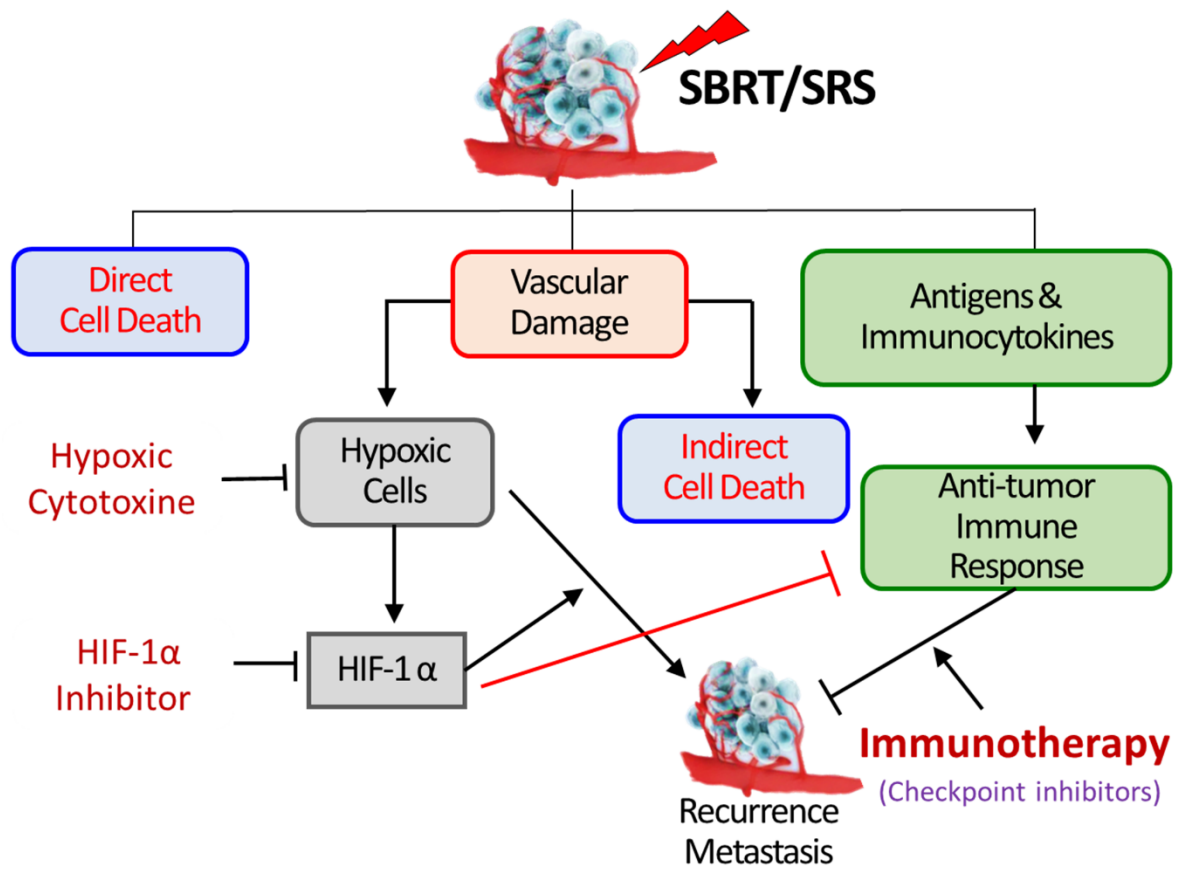 SBRT/SRS
Direct
Cell Death
Vascular
Damage
Antigens &
Immunocytokines
Hypoxic
Cytotoxine
Hypoxic
Cells
Indirect
Cell Death
Anti-tumor
Immune
Response
HIF-1α
Inhibitor
HIF-1 α
Immunotherapy
(Checkpoint inhibitors)
Recurrence
Metastasis